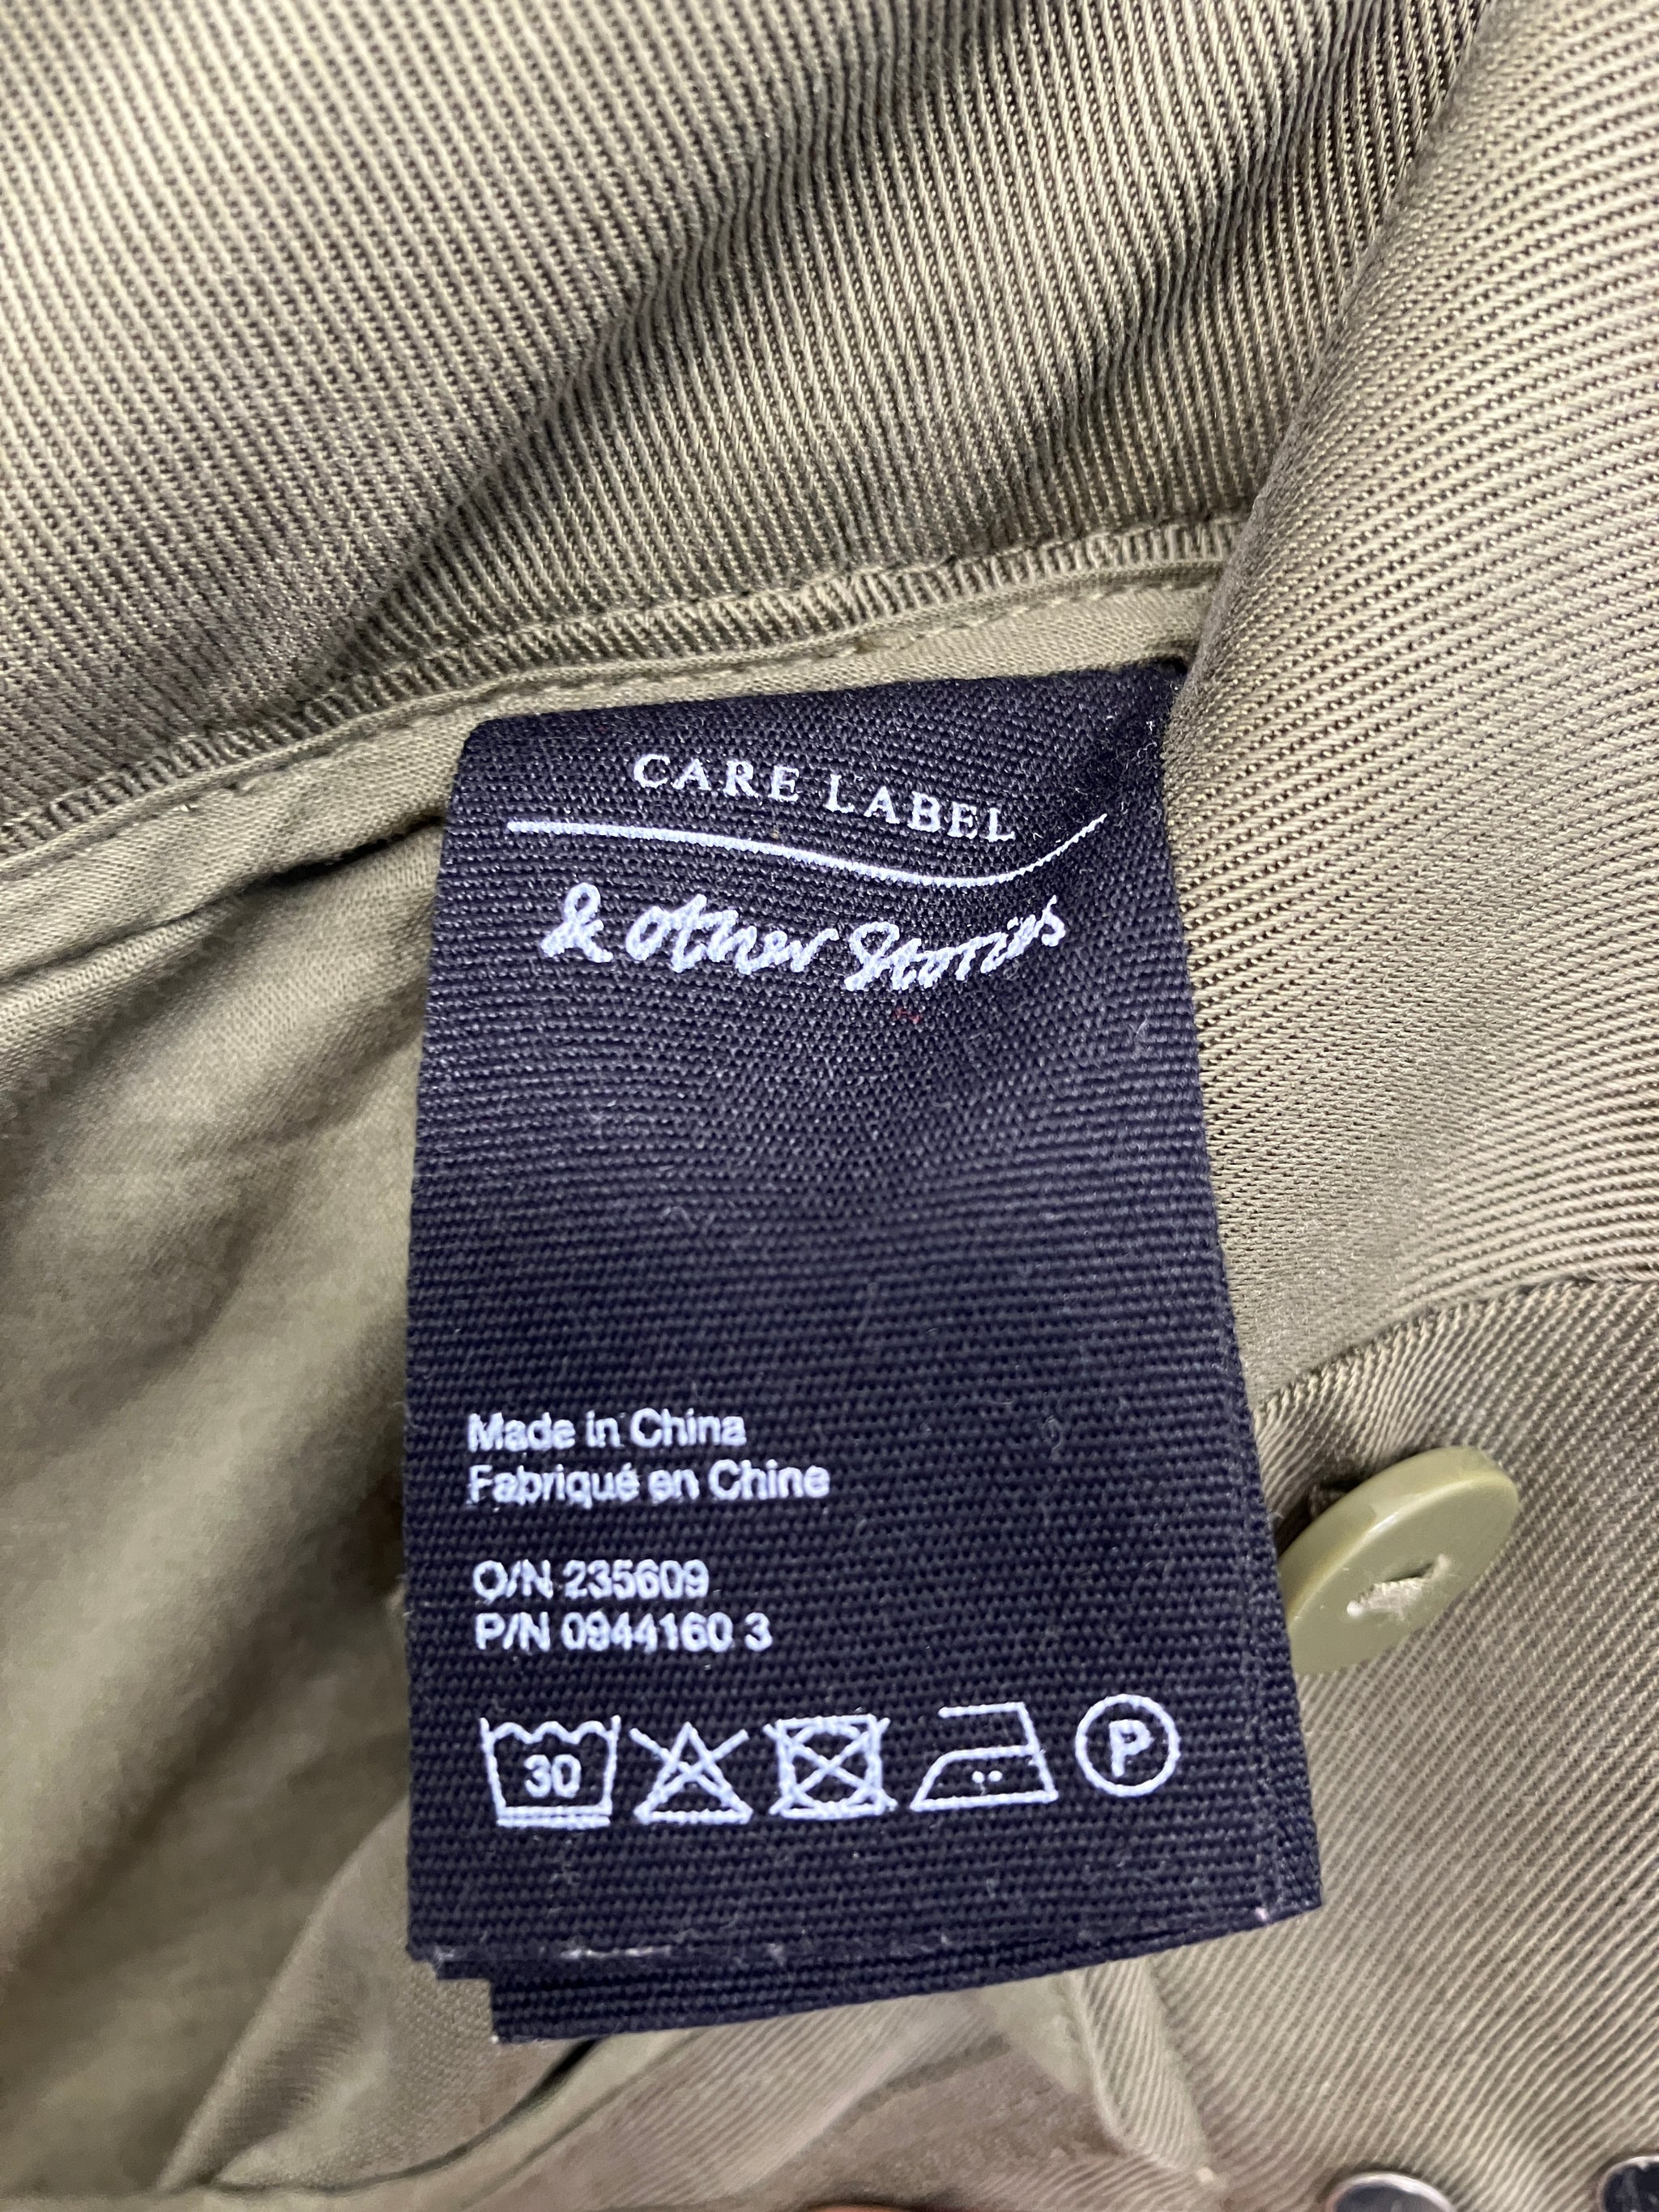 CARE LABEL
& other Stories
Made in China
Fabriqué en Chine
O/N 235609
P/N 0944160 3
30
P